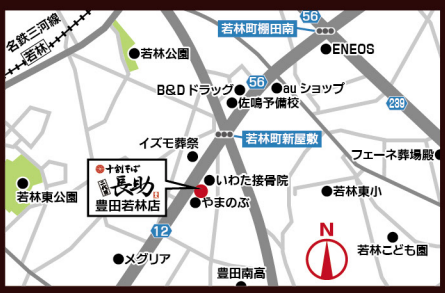 名鉄三河線
若林
若林公園
56
若林町棚田南
ENEOS
B&Dドラッグ
56
auショップ
佐鳴予備校
239
若林町新屋敷
イズモ葬祭
フェーネ葬場殿
十割そば
長助
豊田若林店
いわた接骨院
やまのぶ
若林東公園
若林東小
12
N
若林こども園
メグリア
豊田南高